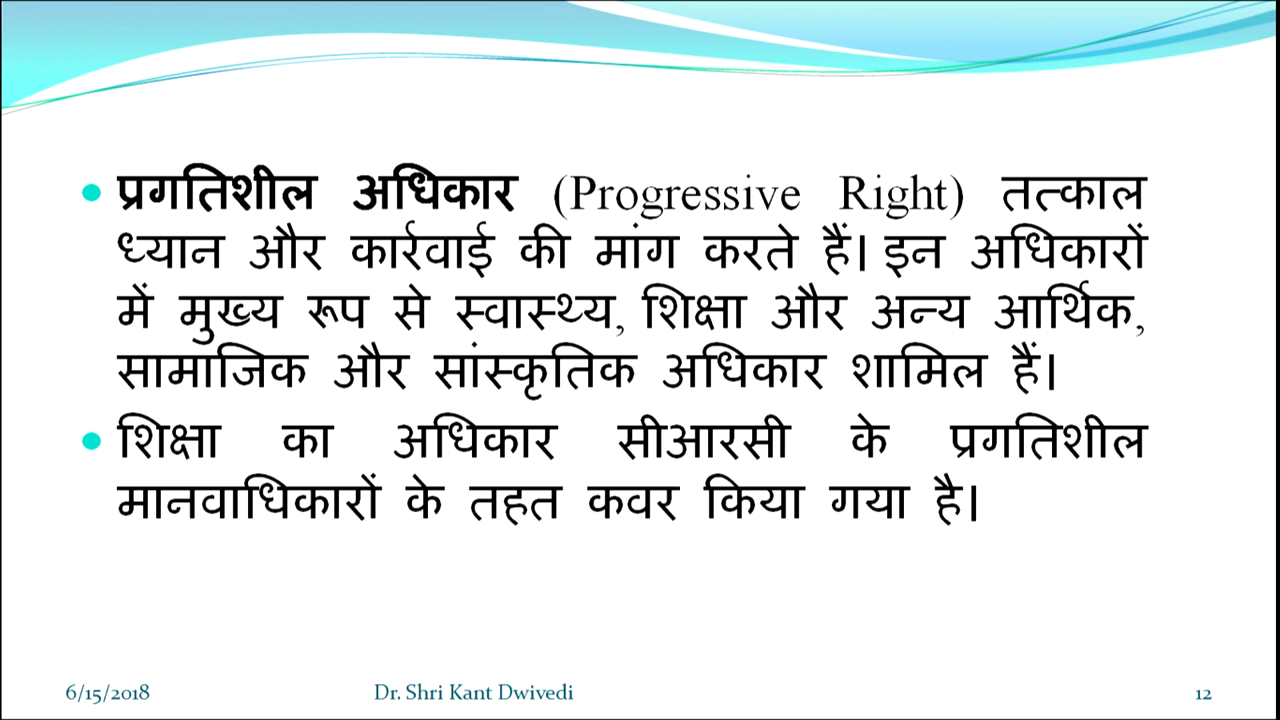 प्रगतिशील अधिकार (Progressive Right) तत्काल
ध्यान और कार्रवाई की मांग करते हैं। इन अधिकारों
में मुख्य रूप से स्वास्थ्य, शिक्षा और अन्य आर्थिक,
सामाजिक और सांस्कृतिक अधिकार शामिल हैं।
शिक्षा का अधिकार सीआरसी के प्रगतिशील
मानवाधिकारों के तहत कवर किया गया है।
6/15/2018 Dr. Shri Kant Dwivedi 12